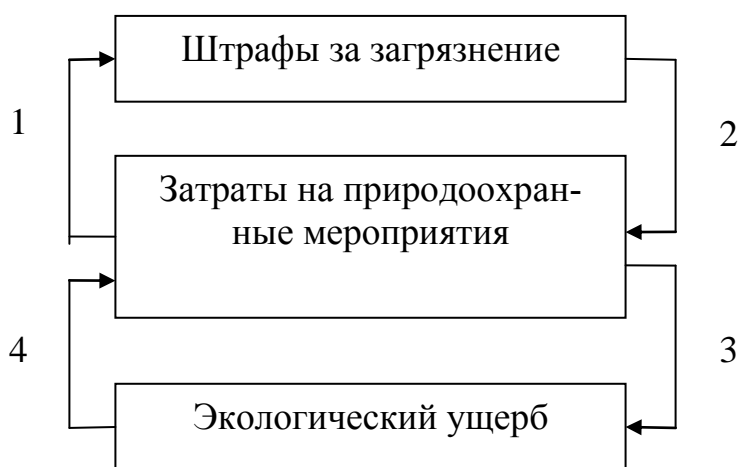 Штрафы за загрязнение
1
2
Затраты на природоохран-
ные мероприятия
4
3
Экологический ущерб